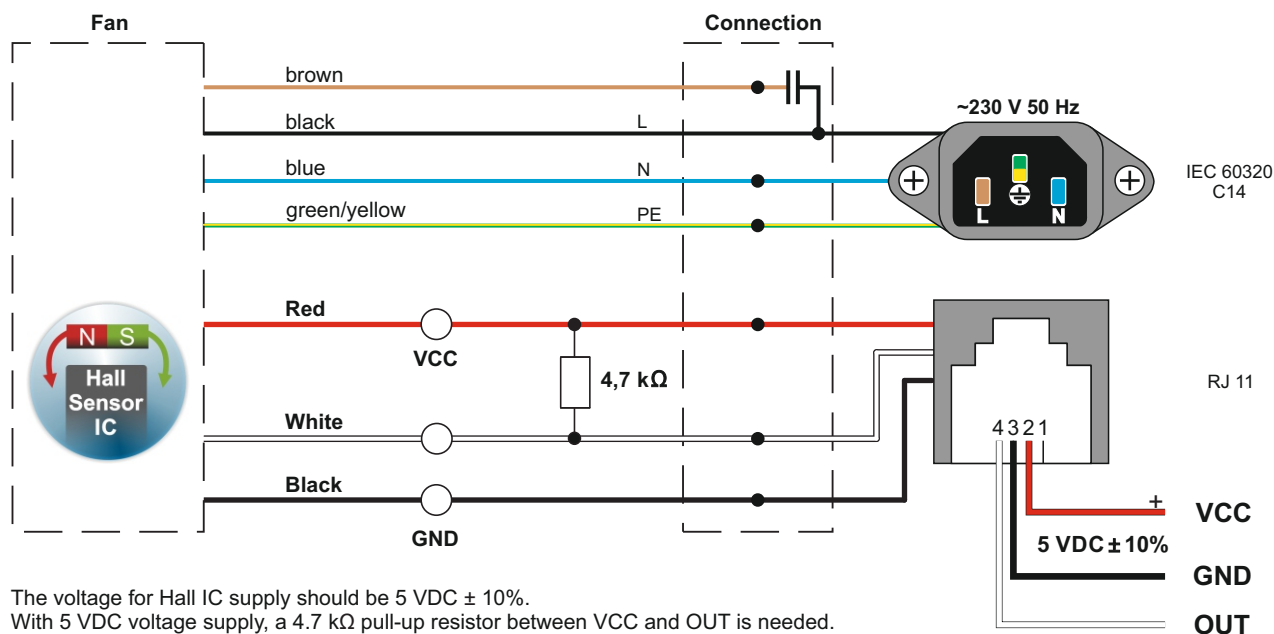 Fan
Connection
brown
~230 V 50 Hz
black
L
blue
N
IEC 60320
C14
green/yellow
PE
L
N
Red
N S
VCC
Hall
Sensor
IC
4,7 kΩ
RJ 11
White
4 3 2 1
Black
GND
+
VCC
5 VDC ± 10%
GND
OUT
The voltage for Hall IC supply should be 5 VDC ± 10%.
With 5 VDC voltage supply, a 4.7 kΩ pull-up resistor between VCC and OUT is needed.